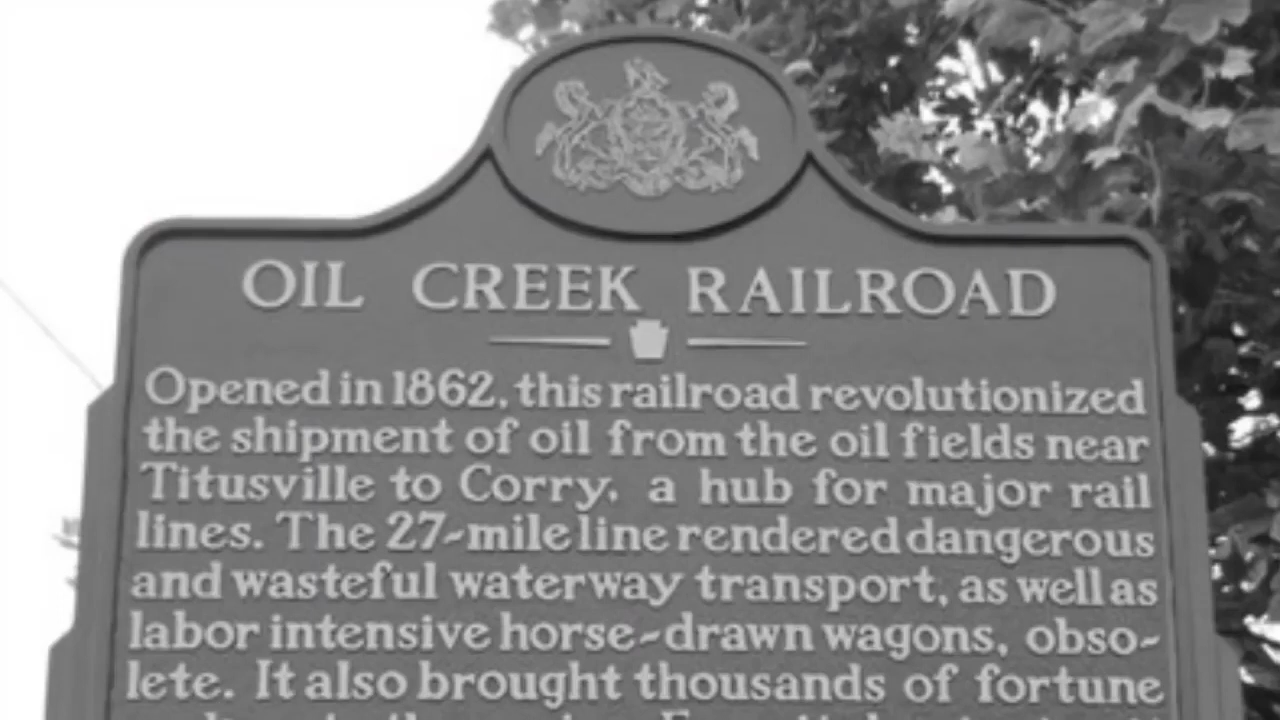 OIL CREEK RAILROAD
Opened in 1862, this railroad revolutionized
the shipment of oil from the oil fields near
Titusville to Corry, a hub for major rail
lines. The 27-mile line rendered dangerous
and wasteful waterway transport, as well as
labor intensive horse-drawn wagons, obso-
lete. It also brought thousands of fortune